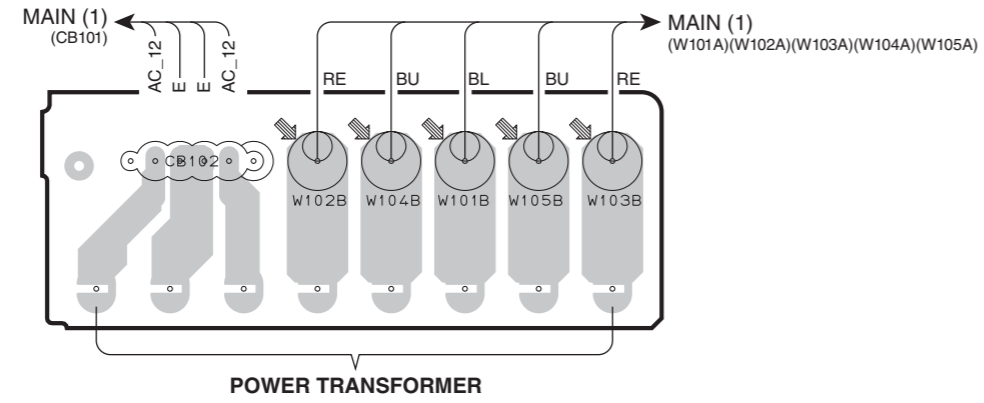 MAIN (1)
(CB101)
AC_12
E
E
AC_12
MAIN (1)
(W101A)(W102A)(W103A)(W104A)(W105A)
RE
BU
BL
BU
RE
CB102
W102B
W104B
W101B
W105B
W103B
POWER TRANSFORMER